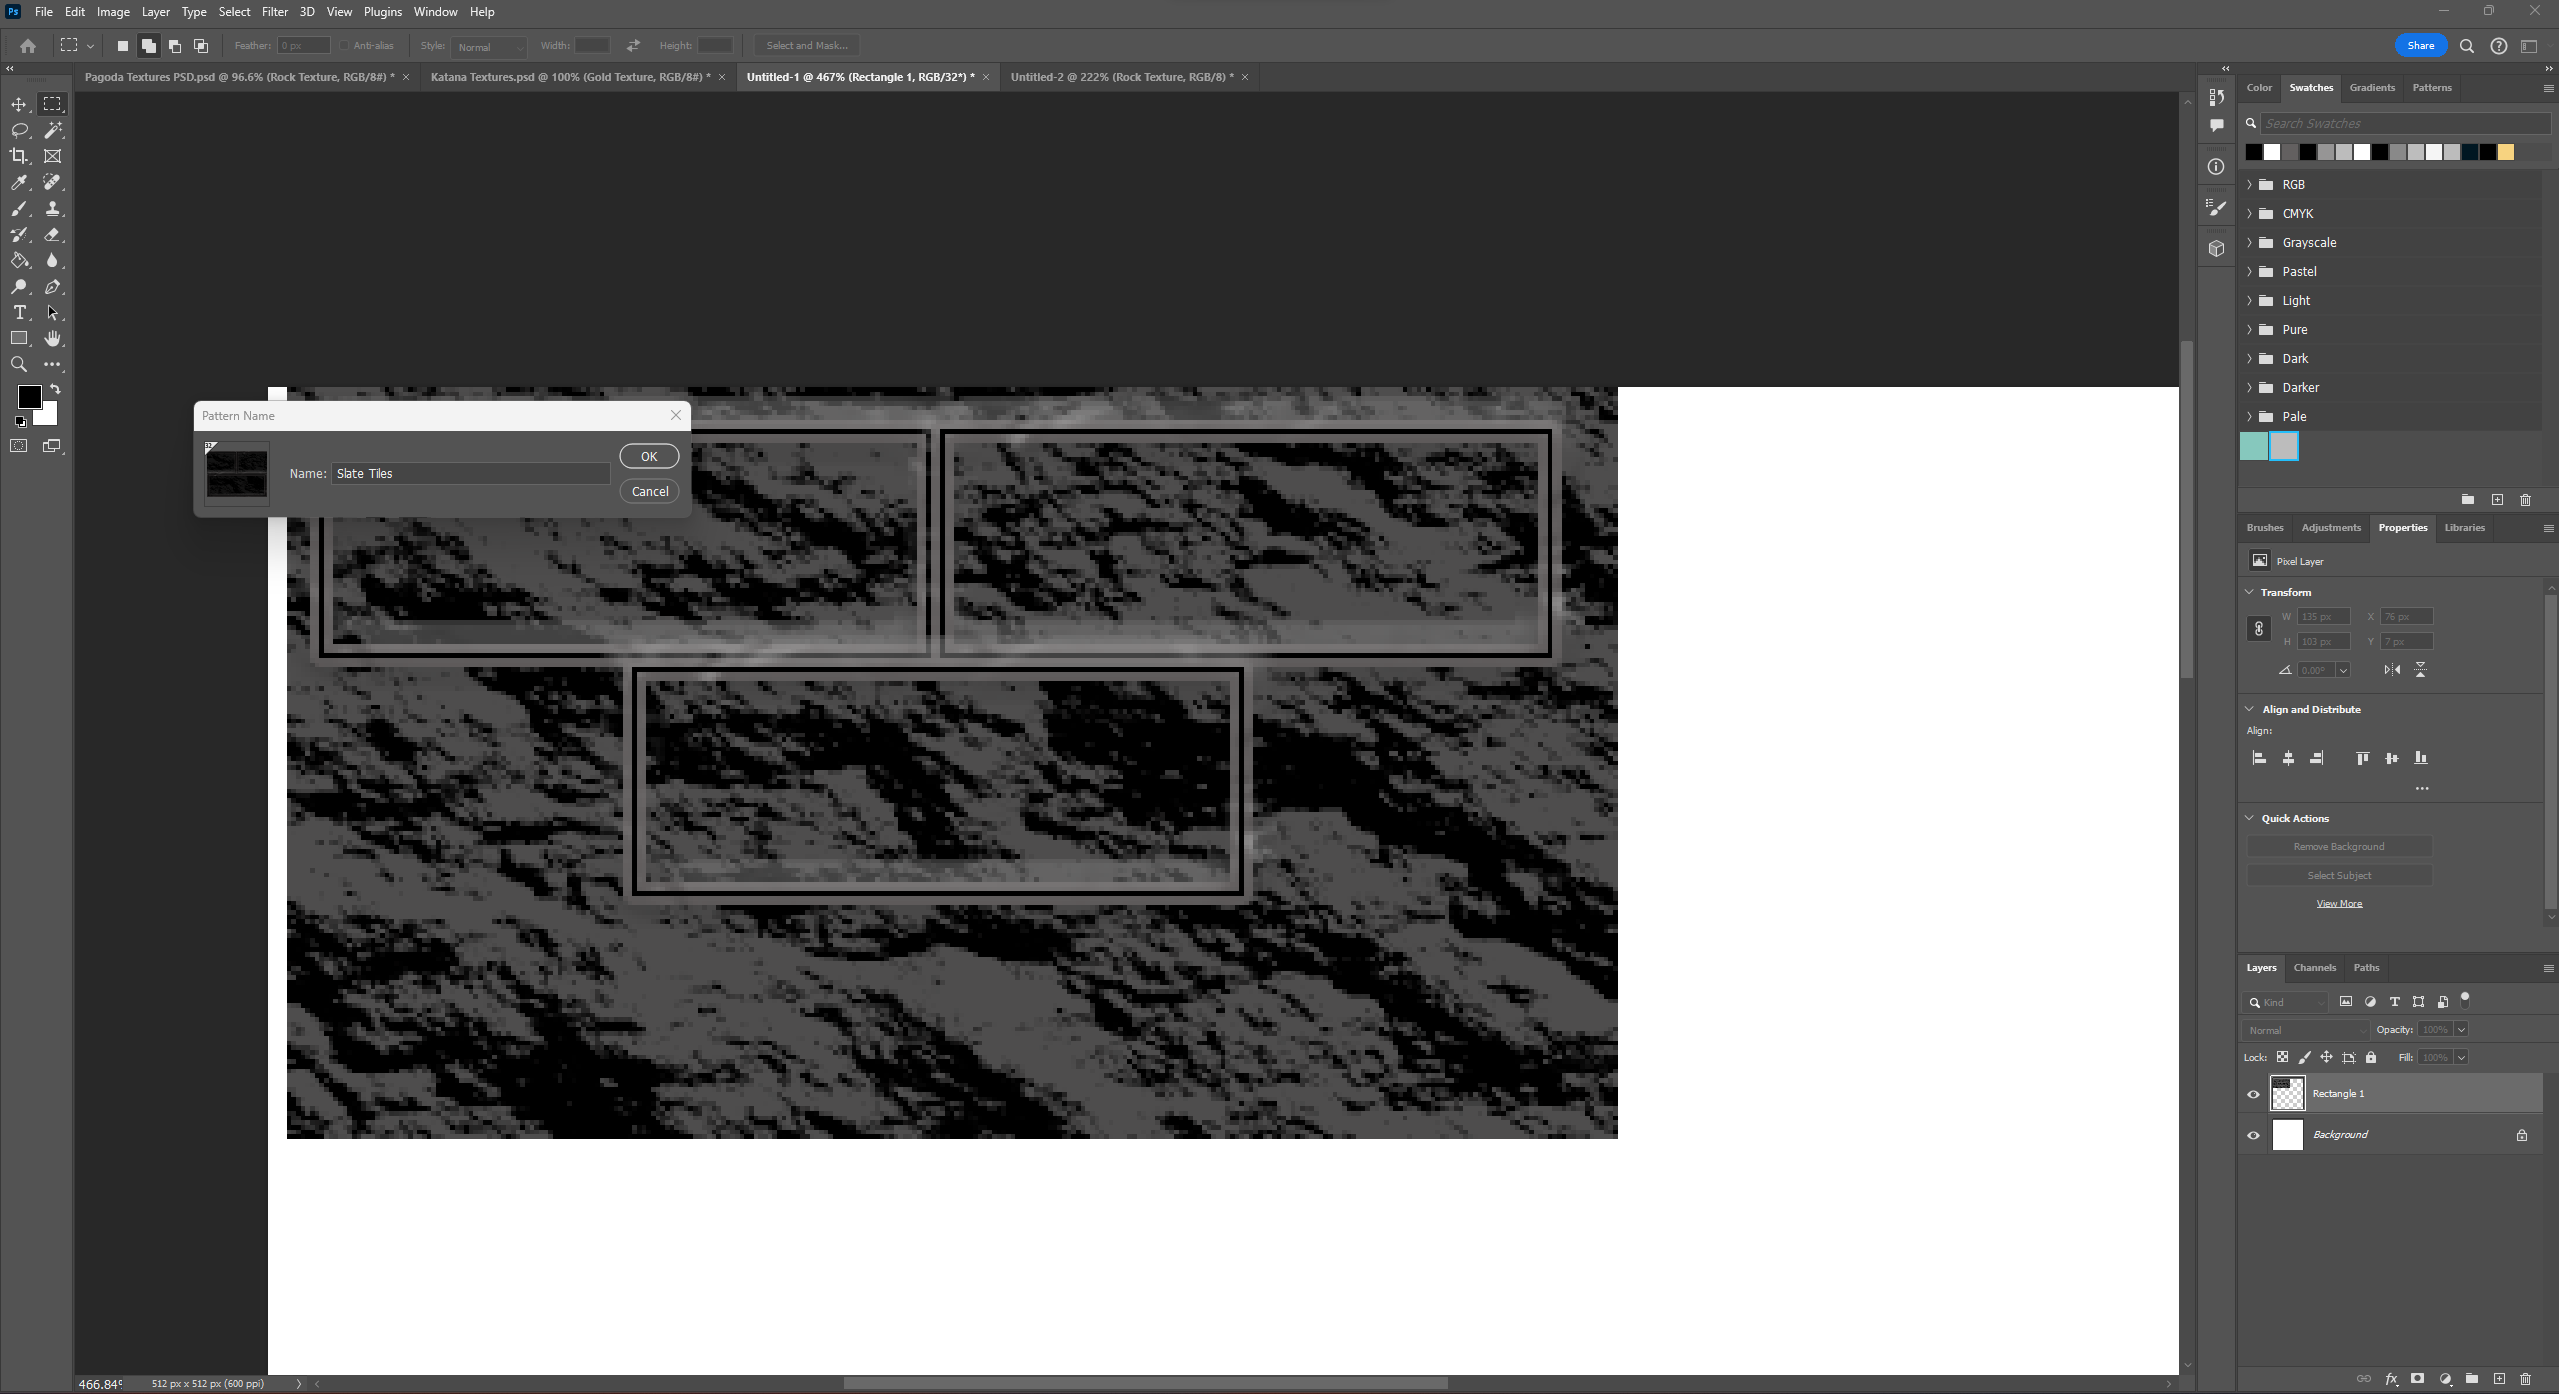 Ps File Edit Image Layer Type Select Filter 3D View Plugins Window Help
Feather: 0 px Anti-alias Style: Normal Width: Height: Select and Mask... Share
Pagoda Textures PSD.psd @ 96.6% (Rock Texture, RGB/8#) * Katana Textures.psd @ 100% (Gold Texture, RGB/8#) * Untitled-1 @ 467% (Rectangle 1, RGB/32*) * Untitled-2 @ 222% (Rock Texture, RGB/8) *
Color Swatches Gradients Patterns
Search Swatches
RGB
CMYK
Grayscale
Pastel
Light
Pure
Dark
Darker
Pale
Pattern Name
Name: Slate Tiles
OK
Cancel
Brushes Adjustments Properties Libraries
Pixel Layer
Transform
W 135 px X 76 px
H 103 px Y 7 px
0.00°
Align and Distribute
Align:
Quick Actions
Remove Background
Select Subject
View More
Layers Channels Paths
Kind
Normal Opacity: 100%
Lock: Fill: 100%
Rectangle 1
Background
466.84% 512 px x 512 px (600 ppi)